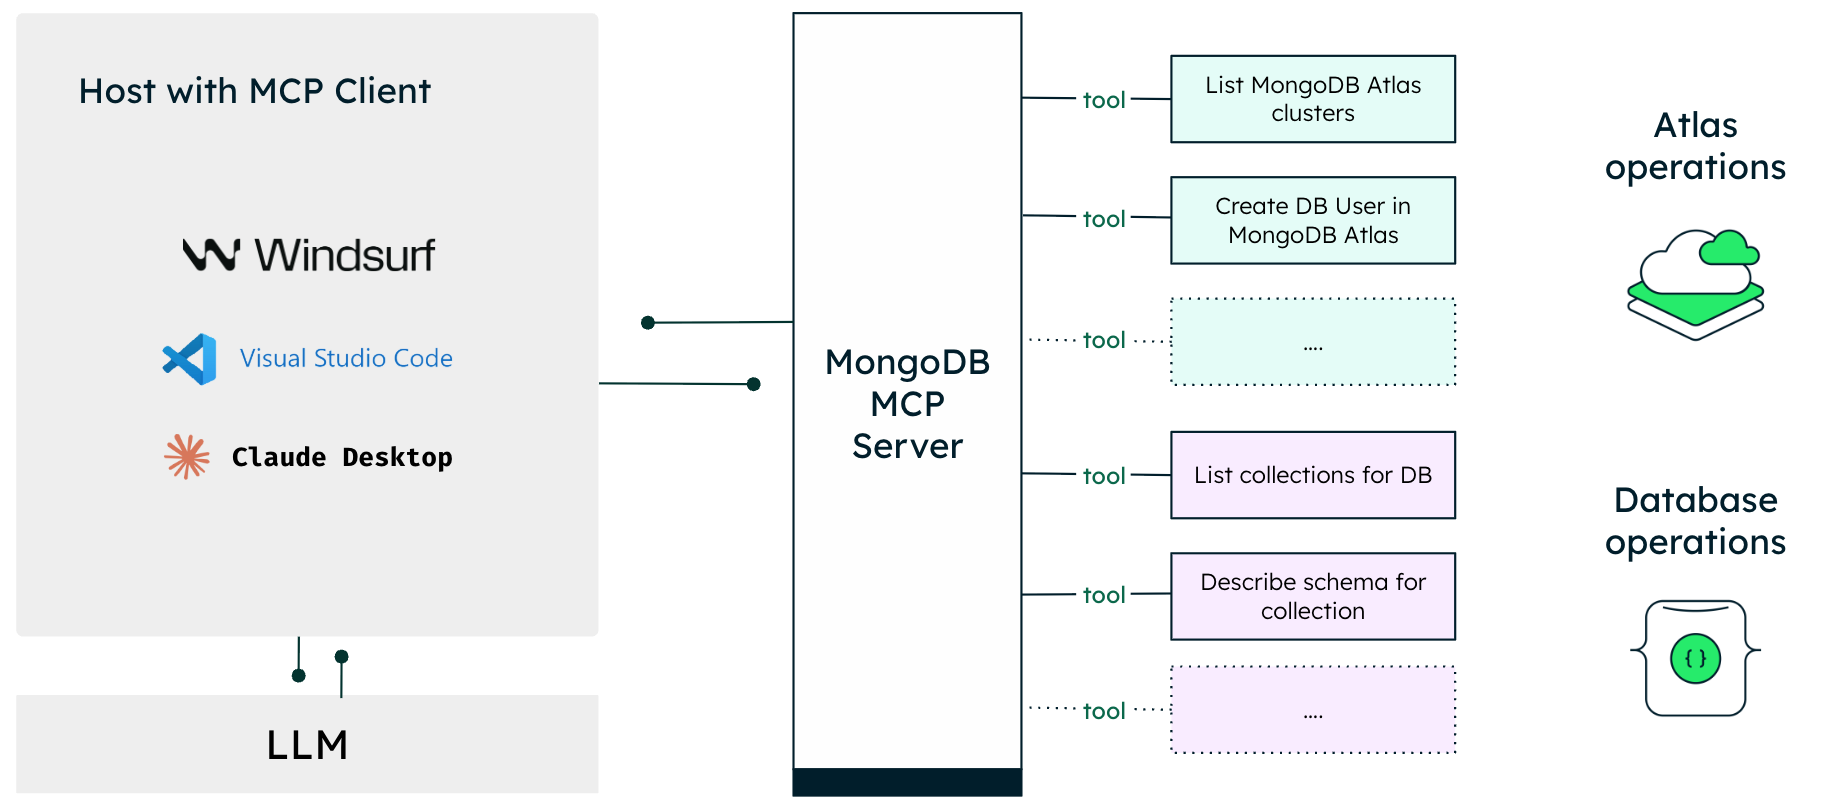 Host with MCP Client
Windsurf
Visual Studio Code
Claude Desktop
LLM
MongoDB
MCP
Server
tool
List MongoDB Atlas
clusters
tool
Create DB User in
MongoDB Atlas
tool
....
tool
List collections for DB
tool
Describe schema for
collection
tool
....
Atlas
operations
Database
operations
{ }